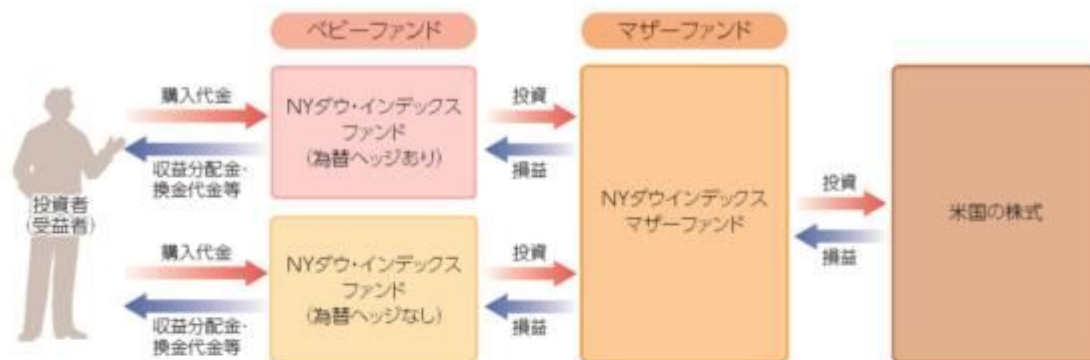 ベビーファンド
マザーファンド
購入代金
収益分配金・
換金代金等
NYダウ・インデックス
ファンド
(為替ヘッジあり)
投資
損益
投資者
(受益者)
購入代金
収益分配金・
換金代金等
NYダウ・インデックス
ファンド
(為替ヘッジなし)
投資
損益
NYダウインデックス
マザーファンド
投資
損益
米国の株式